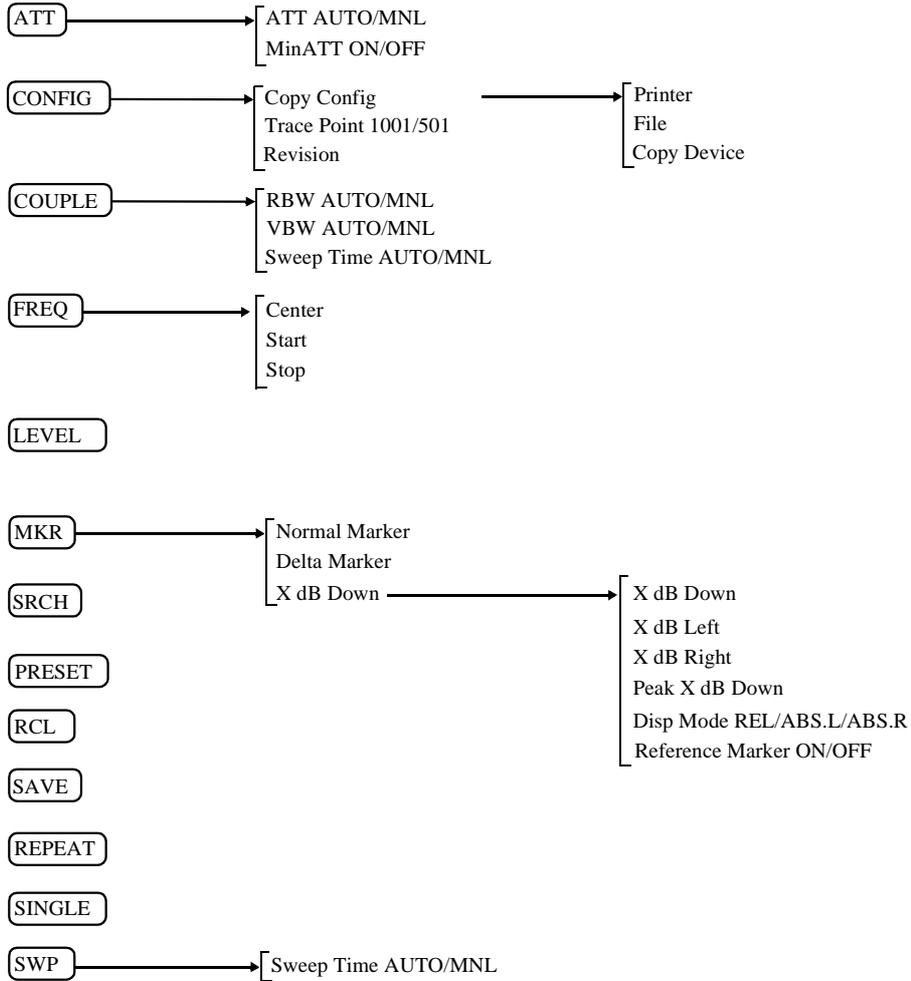 ATT
ATT AUTO/MNL
MinATT ON/OFF
CONFIG
Copy Config
Trace Point 1001/501
Revision
Printer
File
Copy Device
COUPLE
RBW AUTO/MNL
VBW AUTO/MNL
Sweep Time AUTO/MNL
FREQ
Center
Start
Stop
LEVEL
MKR
Normal Marker
Delta Marker
X dB Down
X dB Down
X dB Left
X dB Right
Peak X dB Down
Disp Mode REL/ABS.L/ABS.R
Reference Marker ON/OFF
SRCH
PRESET
RCL
SAVE
REPEAT
SINGLE
SWP
Sweep Time AUTO/MNL